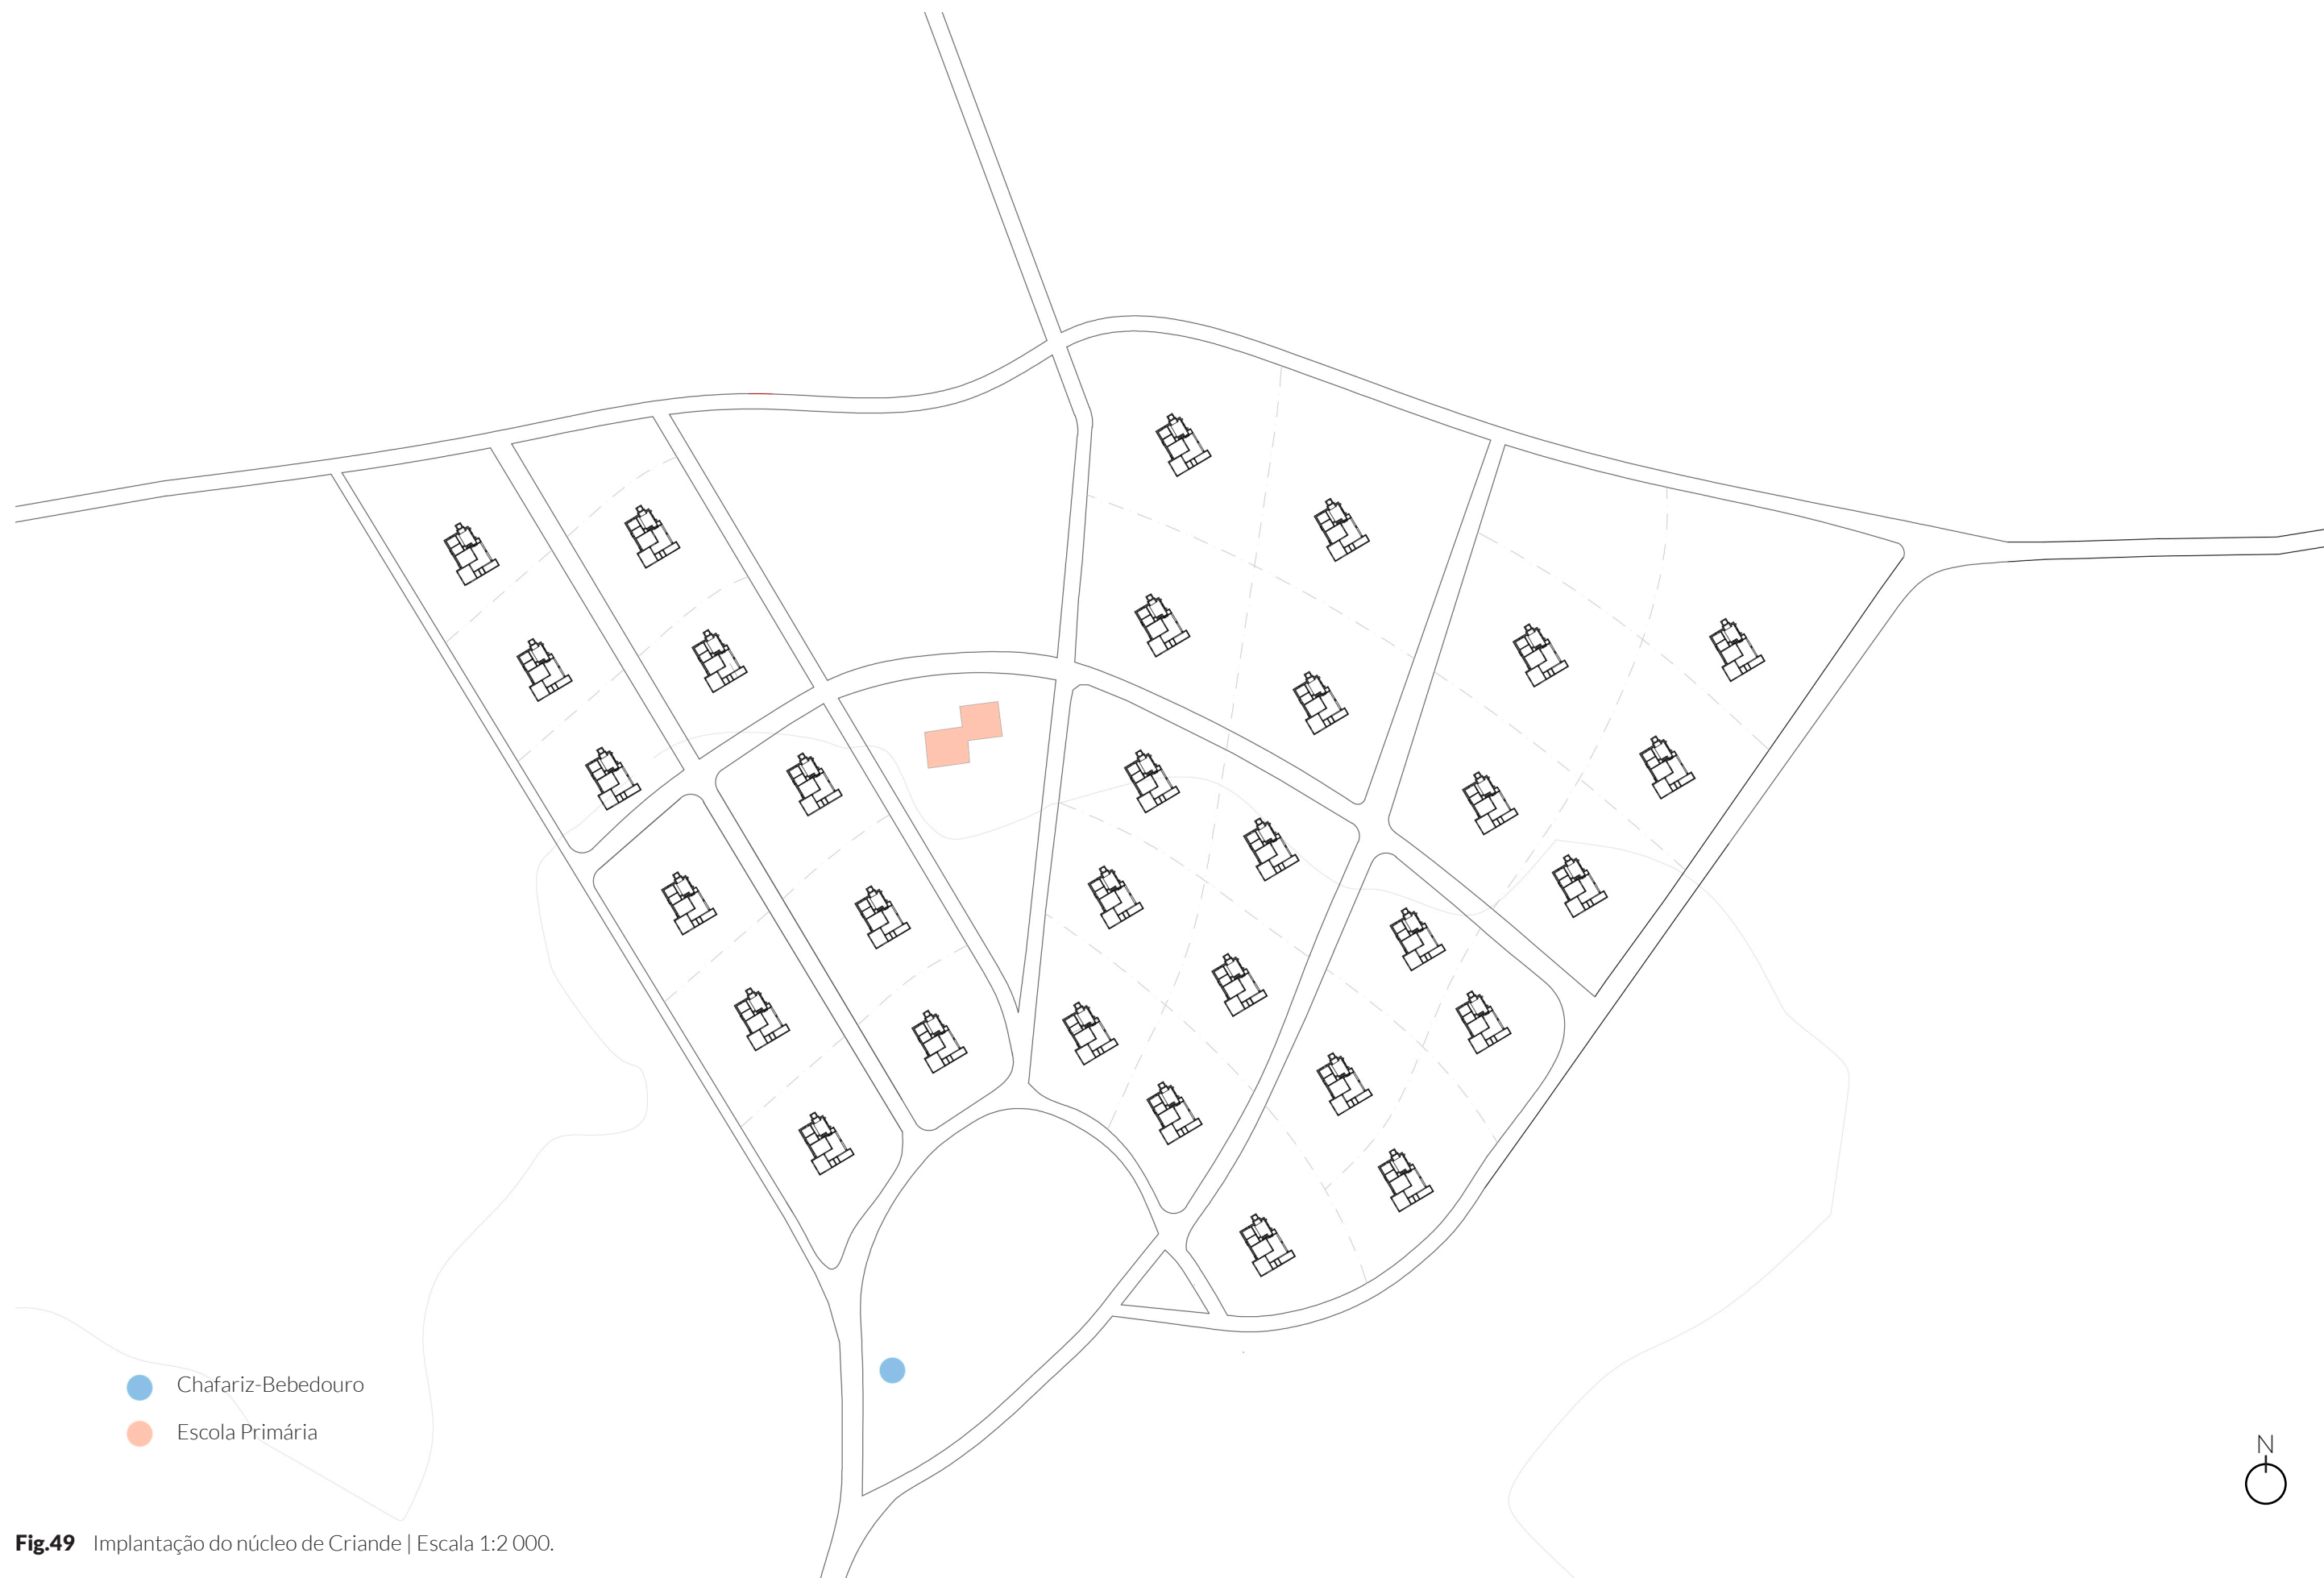 Chafariz-Bebedouro
Escola Primária
N
Fig.49 Implantação do núcleo de Criande | Escala 1:2 000.